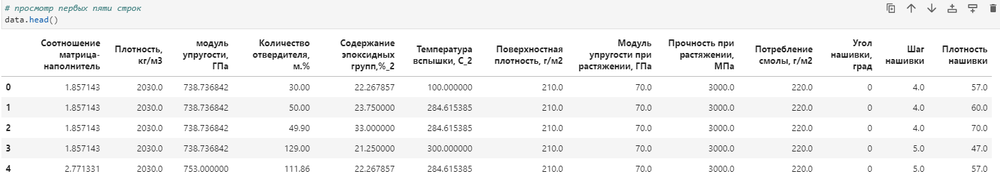 # просмотр первых пяти строк
data.head()
Соотношение матрица-наполнитель Плотность, кг/м3 модуль упругости, ГПа Количество отвердителя, м.% Содержание эпоксидных групп,%_2 Температура вспышки, С_2 Поверхностная плотность, г/м2 Модуль упругости при растяжении, ГПа Прочность при растяжении, МПа Потребление смолы, г/м2 Угол нашивки, град Шаг нашивки Плотность нашивки
0 1.857143 2030.0 738.736842 30.00 22.267857 100.000000 210.0 70.0 3000.0 220.0 0 4.0 57.0
1 1.857143 2030.0 738.736842 50.00 23.750000 284.615385 210.0 70.0 3000.0 220.0 0 4.0 60.0
2 1.857143 2030.0 738.736842 49.90 33.000000 284.615385 210.0 70.0 3000.0 220.0 0 4.0 70.0
3 1.857143 2030.0 738.736842 129.00 21.250000 300.000000 210.0 70.0 3000.0 220.0 0 5.0 47.0
4 2.771331 2030.0 753.000000 111.86 22.267857 284.615385 210.0 70.0 3000.0 220.0 0 5.0 57.0